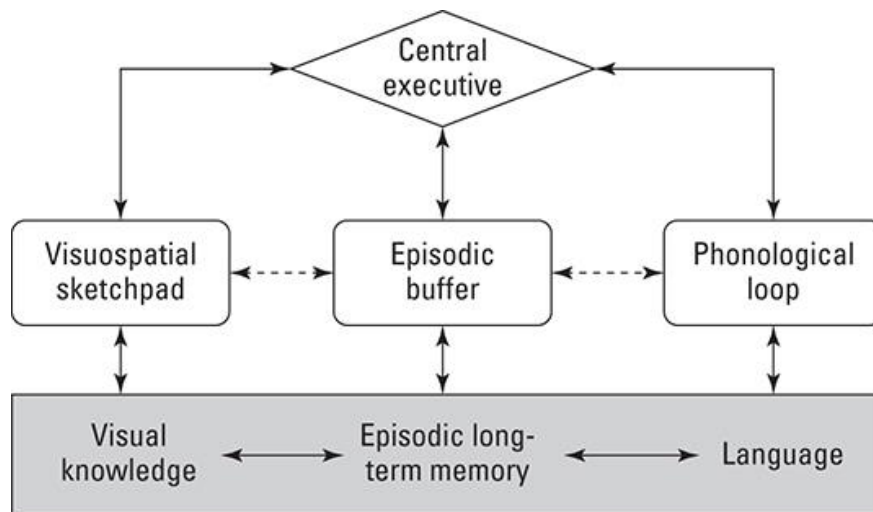 Central
executive
Visuospatial
sketchpad
Episodic
buffer
Phonological
loop
Visual
knowledge
Episodic long-
term memory
Language